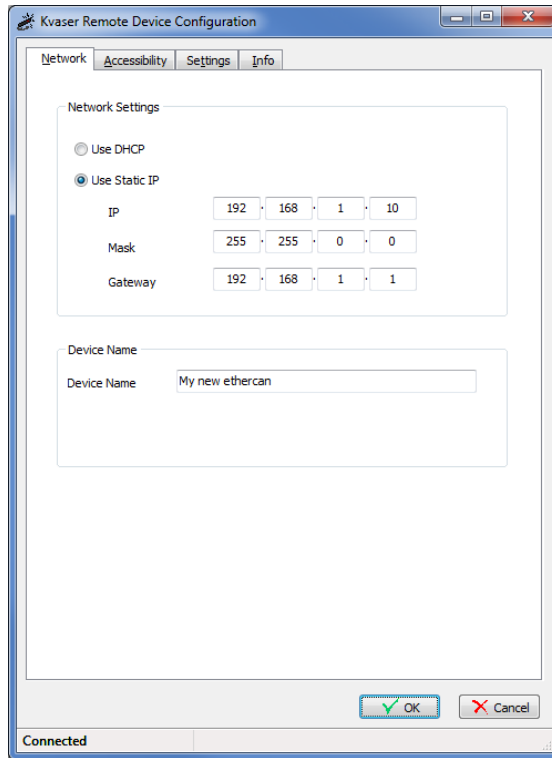 Kvaser Remote Device Configuration
Network Accessibility Settings Info
Network Settings
Use DHCP
Use Static IP
IP 192 . 168 . 1 . 10
Mask 255 . 255 . 0 . 0
Gateway 192 . 168 . 1 . 1
Device Name
Device Name My new ethercan
OK Cancel
Connected